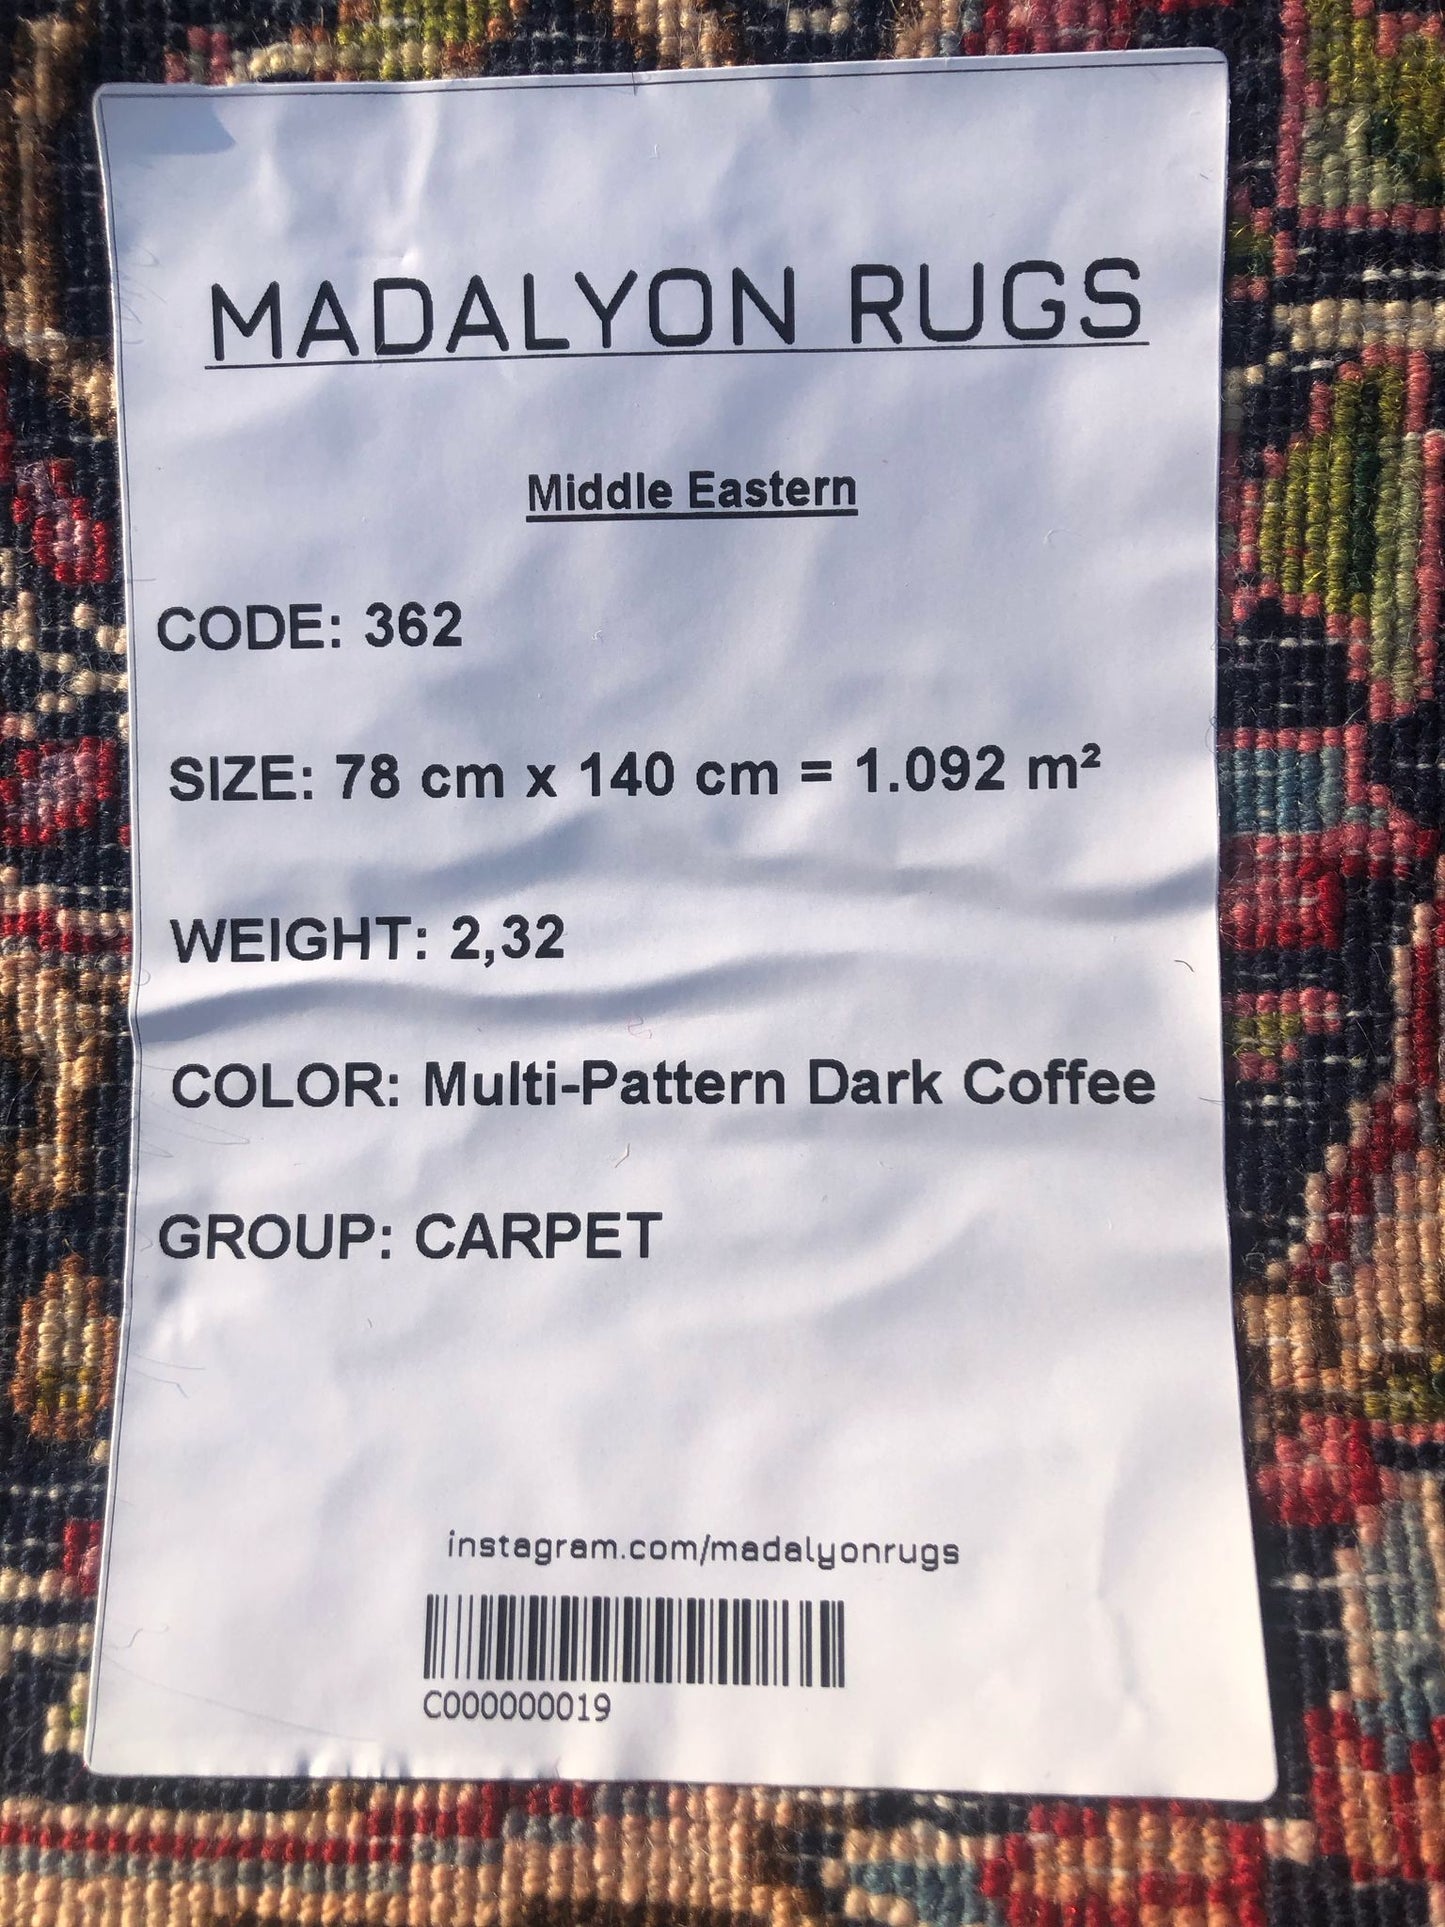 MADALYON RUGS
Middle Eastern
CODE: 362
SIZE: 78 cm x 140 cm = 1.092 m²
WEIGHT: 2,32
COLOR: Multi-Pattern Dark Coffee
GROUP: CARPET
instagram.com/madalyonrugs
C000000019